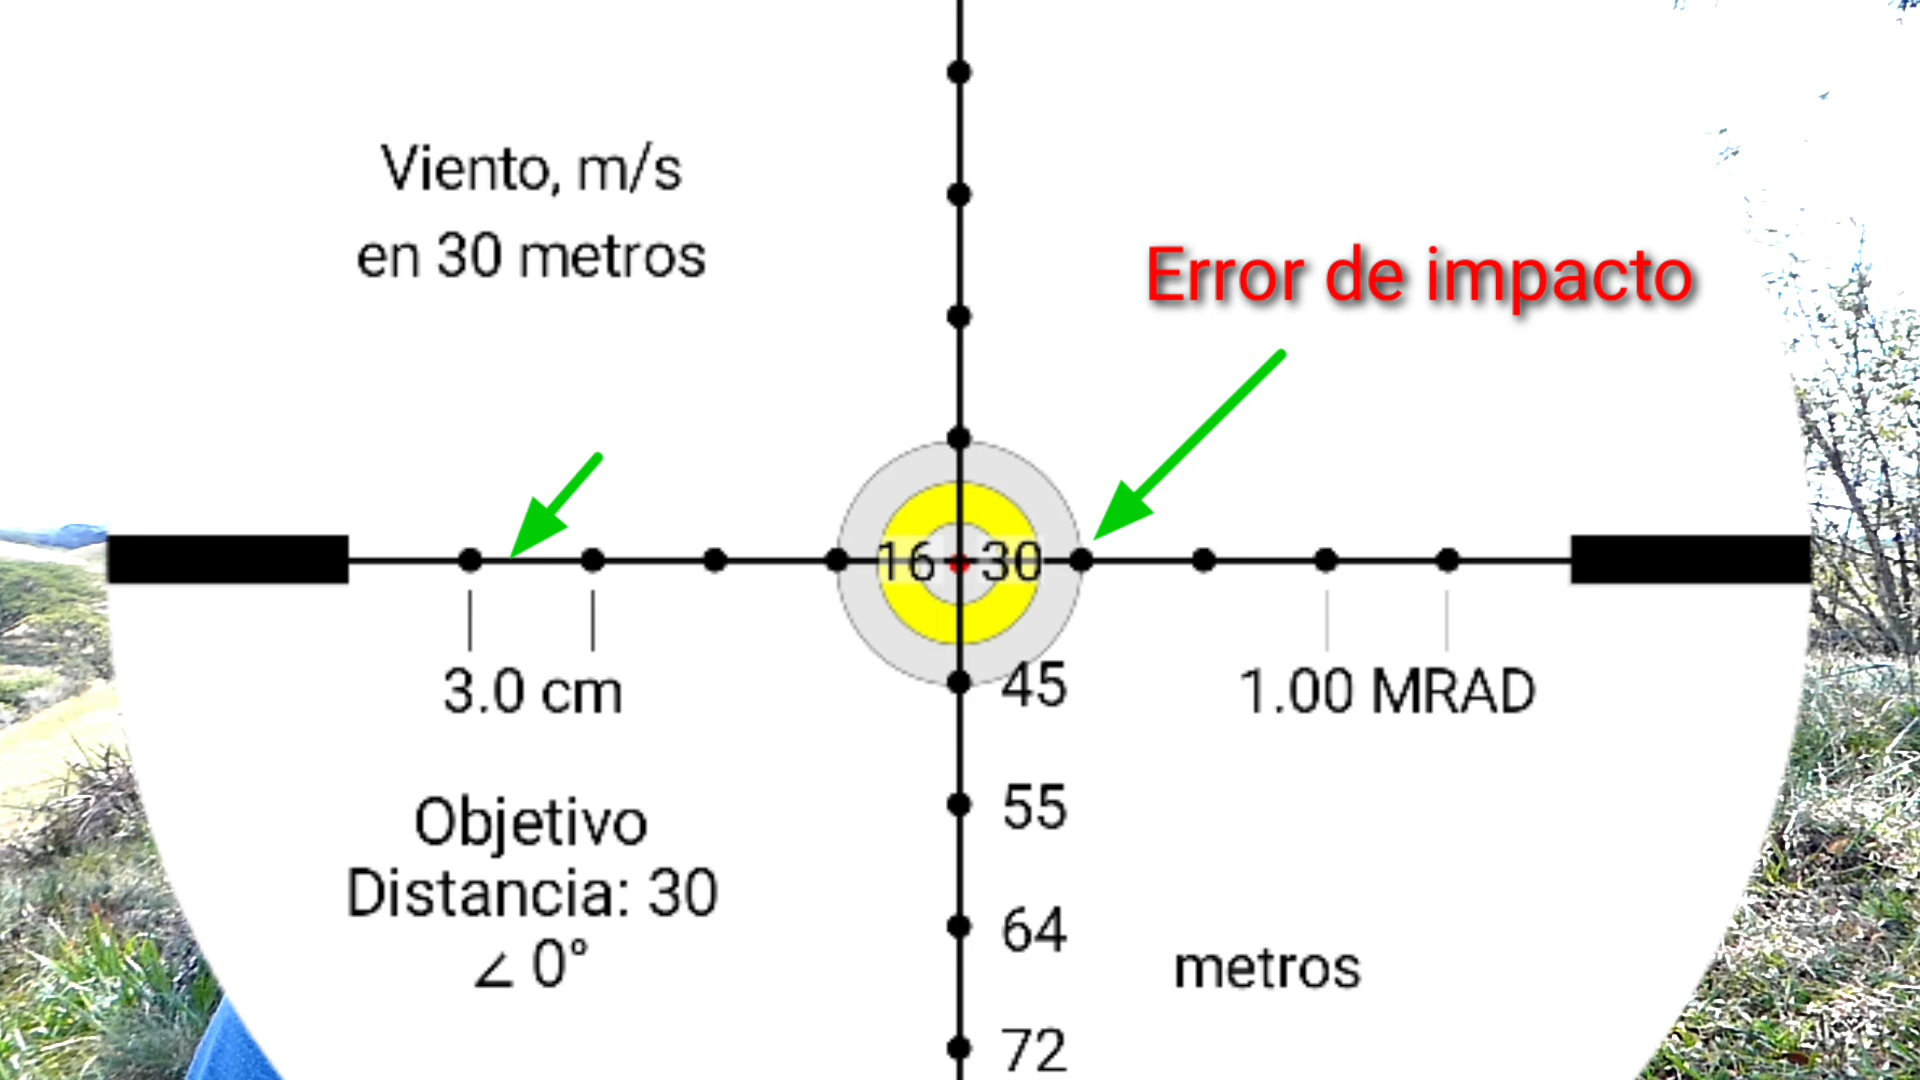 Viento, m/s
en 30 metros
Error de impacto
16 30
3.0 cm
45
1.00 MRAD
55
Objetivo
Distancia: 30
∠ 0°
64
metros
72